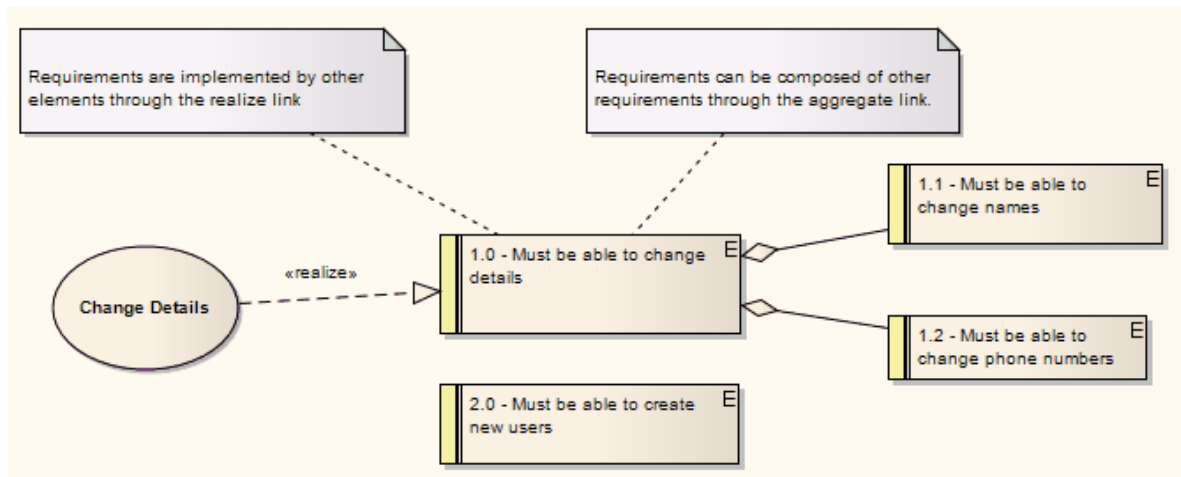 Requirements are implemented by other
elements through the realize link
Requirements can be composed of other
requirements through the aggregate link.
1.1 - Must be able to
change names
E
1.0 - Must be able to change
details
E
«realize»
Change Details
1.2 - Must be able to
change phone numbers
E
2.0 - Must be able to create
new users
E